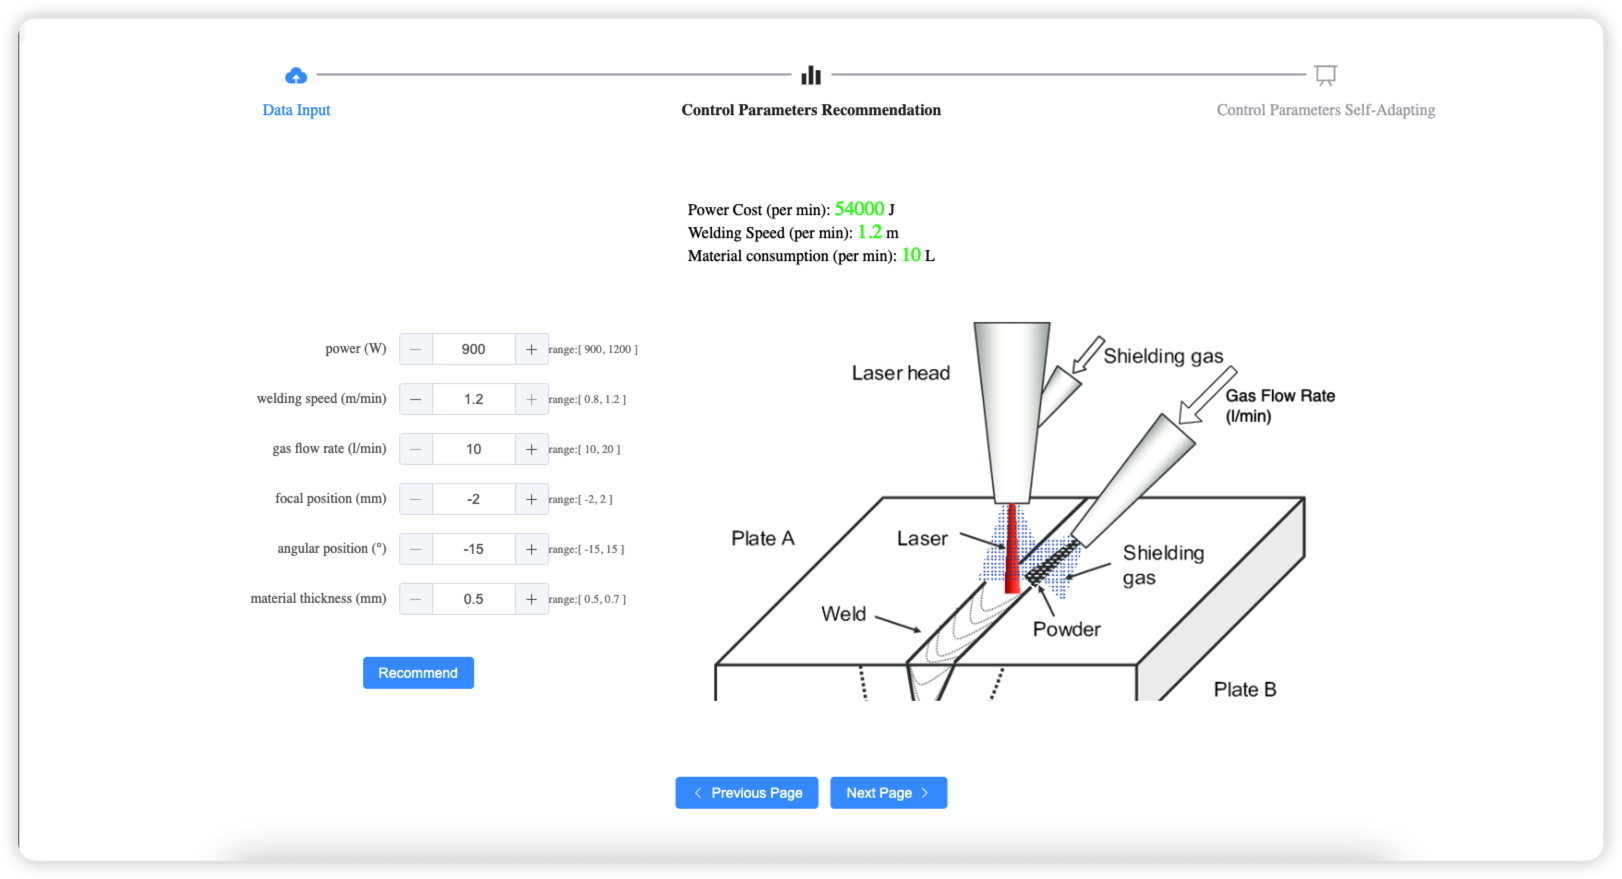 Data Input
Control Parameters Recommendation
Control Parameters Self-Adapting
Power Cost (per min): 54000 J
Welding Speed (per min): 1.2 m
Material consumption (per min): 10 L
power (W) 900 range:[ 900, 1200 ]
welding speed (m/min) 1.2 range:[ 0.8, 1.2 ]
gas flow rate (l/min) 10 range:[ 10, 20 ]
focal position (mm) -2 range:[ -2, 2 ]
angular position (°) -15 range:[ -15, 15 ]
material thickness (mm) 0.5 range:[ 0.5, 0.7 ]
Recommend
Laser head
Shielding gas
Gas Flow Rate
(l/min)
Plate A
Laser
Shielding
gas
Weld
Powder
Plate B
Previous Page
Next Page